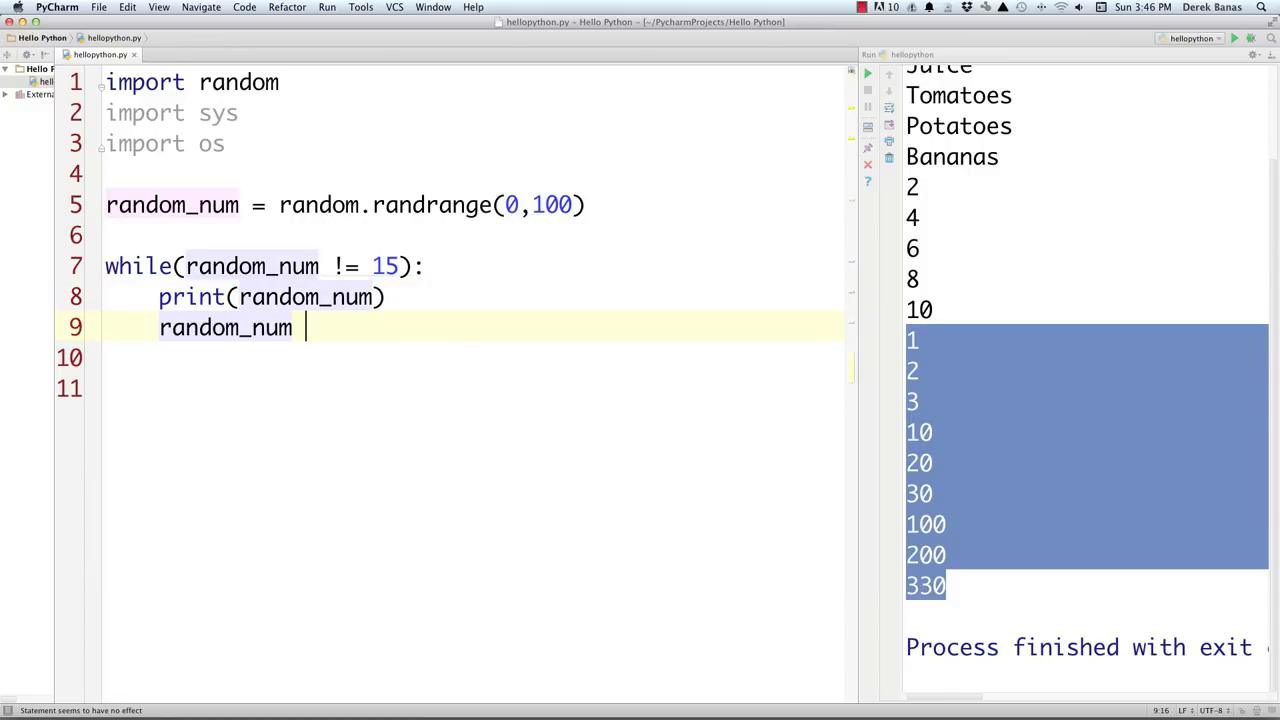 PyCharm File Edit View Navigate Code Refactor Run Tools VCS Window Help 10 Sun 3:46 PM Derek Banas
hellopython.py - Hello Python - [~/PycharmProjects/Hello Python]
Hello Python hellopython.py hellopython
hellopython.py Run hellopython
Hello P
hello
Externa
1 import random
2 import sys
3 import os
4
5 random_num = random.randrange(0,100)
6
7 while(random_num != 15):
8 print(random_num)
9 random_num
10
11
Juice
Tomatoes
Potatoes
Bananas
2
4
6
8
10
1
2
3
10
20
30
100
200
330
Process finished with exit
Statement seems to have no effect 9:16 LF UTF-8